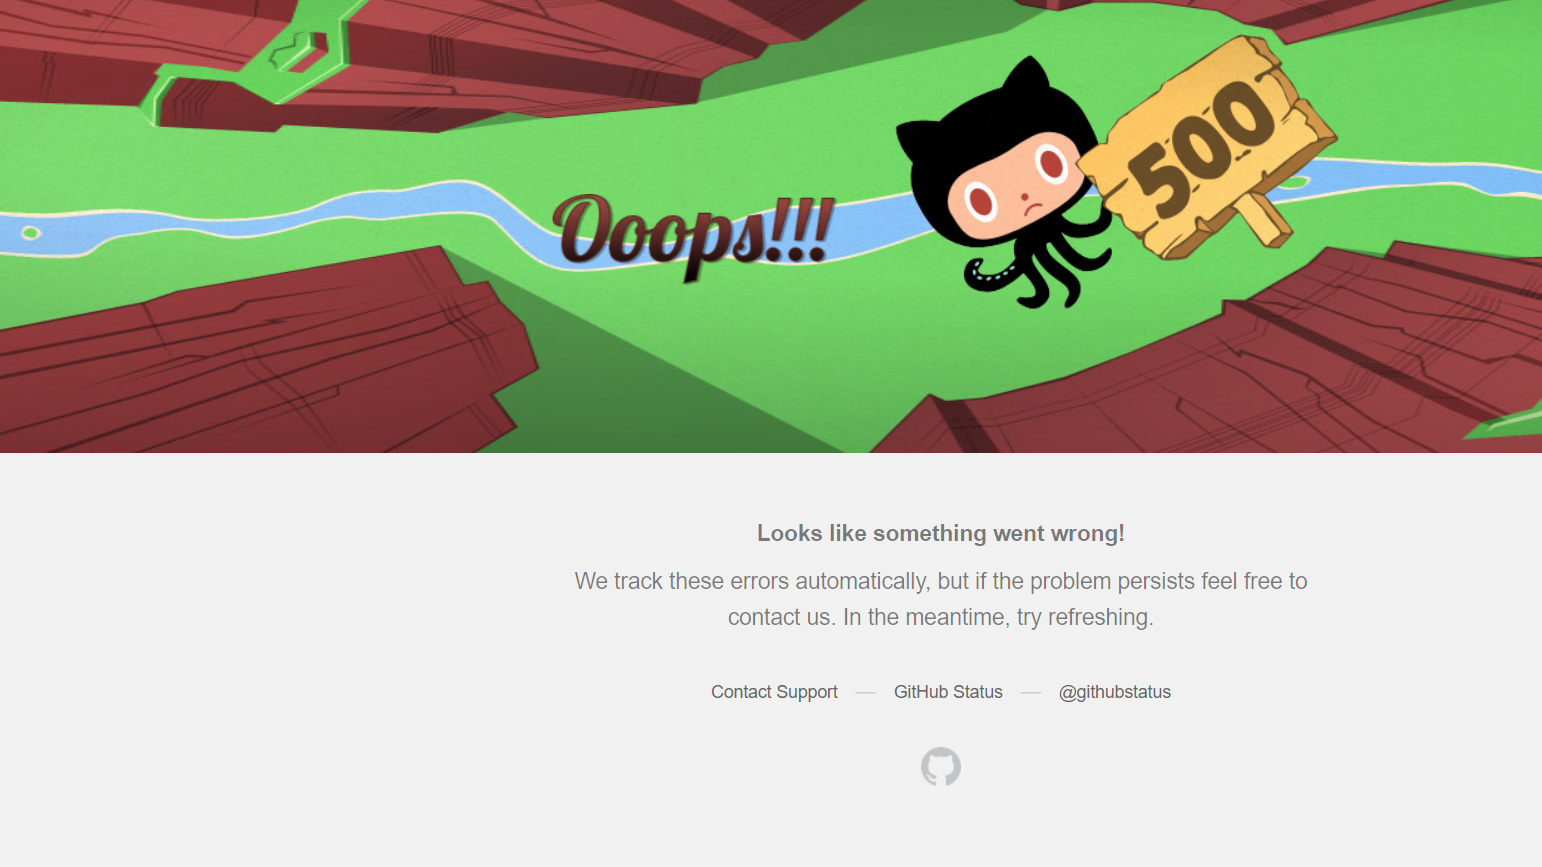 Ooops!!!
500
Looks like something went wrong!
We track these errors automatically, but if the problem persists feel free to
contact us. In the meantime, try refreshing.
Contact Support — GitHub Status — @githubstatus